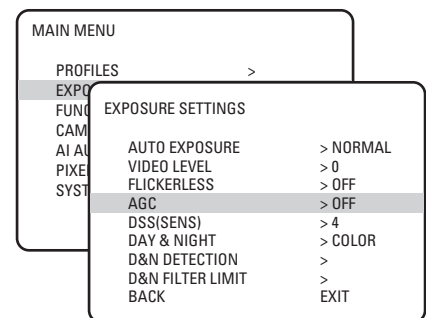 MAIN MENU
PROFILES >
EXPO
FUNC
CAM
AI AU
PIXE
SYST
EXPOSURE SETTINGS
AUTO EXPOSURE > NORMAL
VIDEO LEVEL > 0
FLICKERLESS > OFF
AGC > OFF
DSS(SENS) > 4
DAY & NIGHT > COLOR
D&N DETECTION >
D&N FILTER LIMIT >
BACK EXIT